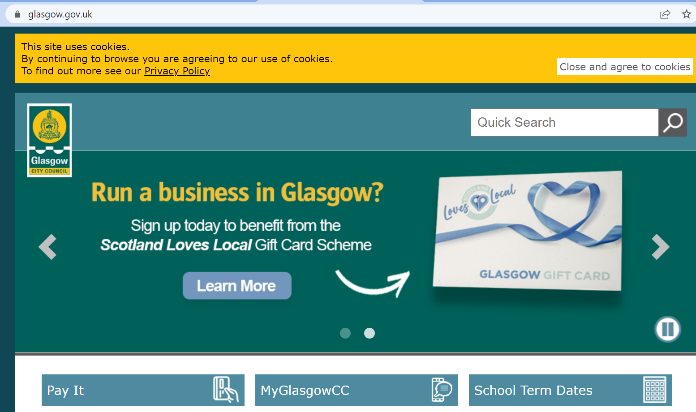 glasgow.gov.uk
This site uses cookies.
By continuing to browse you are agreeing to our use of cookies.
To find out more see our Privacy Policy
Close and agree to cookies
Glasgow
CITY COUNCIL
Quick Search
Run a business in Glasgow?
Sign up today to benefit from the
Scotland Loves Local Gift Card Scheme
Learn More
Loves Local
GLASGOW GIFT CARD
Pay It
MyGlasgowCC
School Term Dates